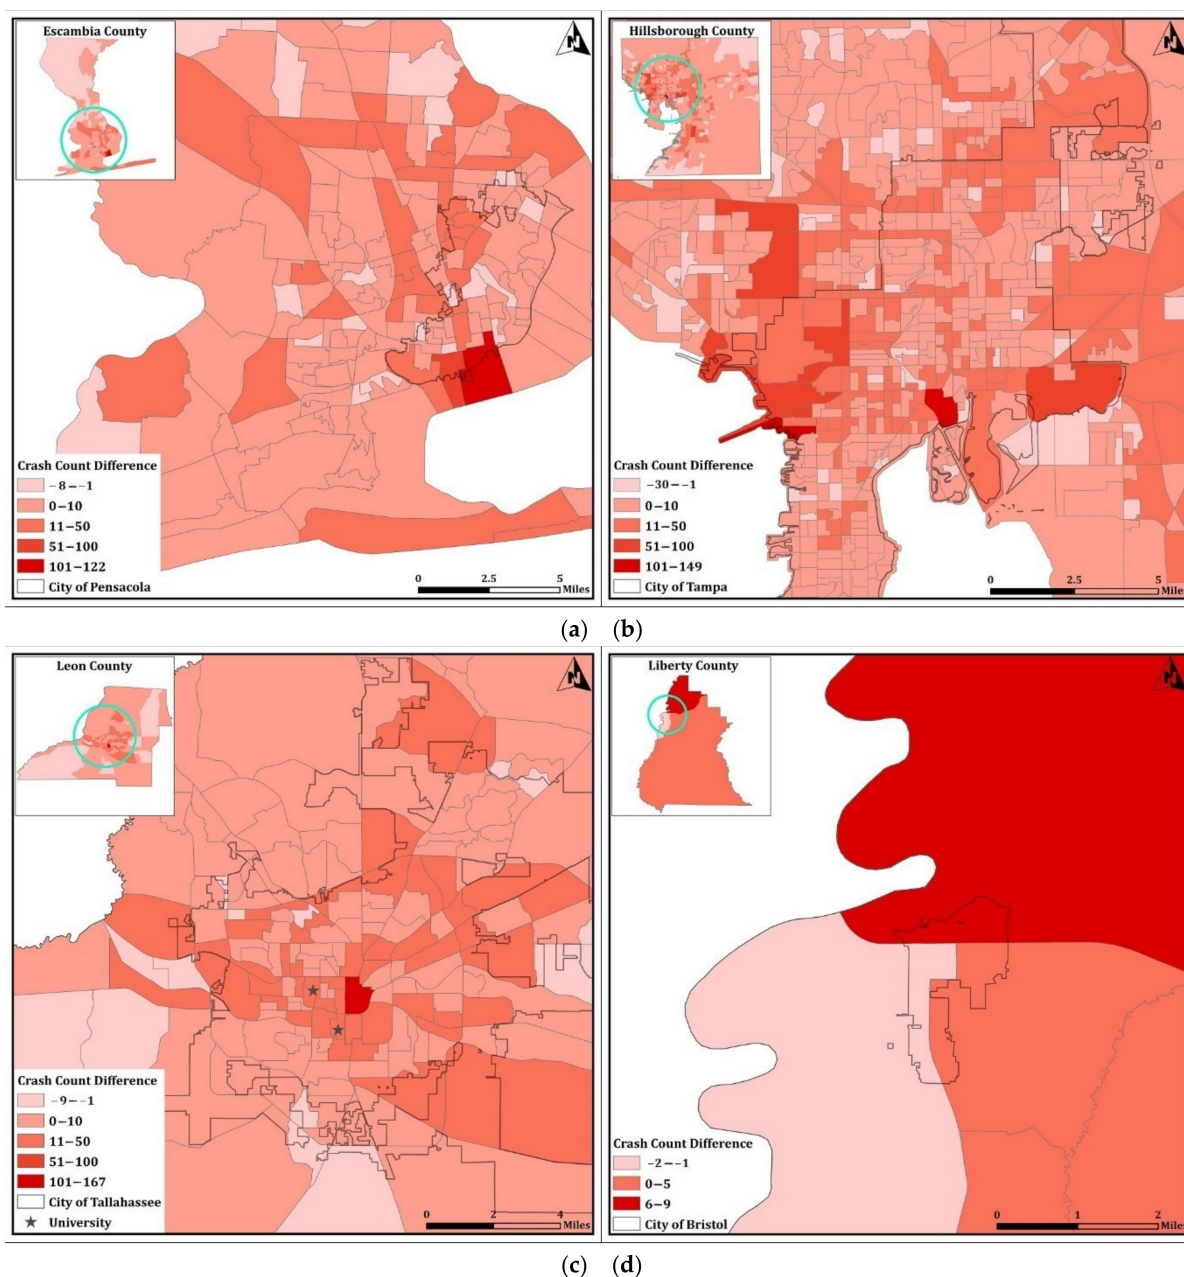 Escambia County
N
Crash Count Difference
−8−−1
0−10
11−50
51−100
101−122
City of Pensacola
0 2.5 5
Miles
Hillsborough County
N
Crash Count Difference
−30−−1
0−10
11−50
51−100
101−149
City of Tampa
0 2.5 5
Miles
(a) (b)
Leon County
N
Crash Count Difference
−9−−1
0−10
11−50
51−100
101−167
City of Tallahassee
University
0 2 4
Miles
Liberty County
N
Crash Count Difference
−2−−1
0−5
6−9
City of Bristol
0 1 2
Miles
(c) (d)